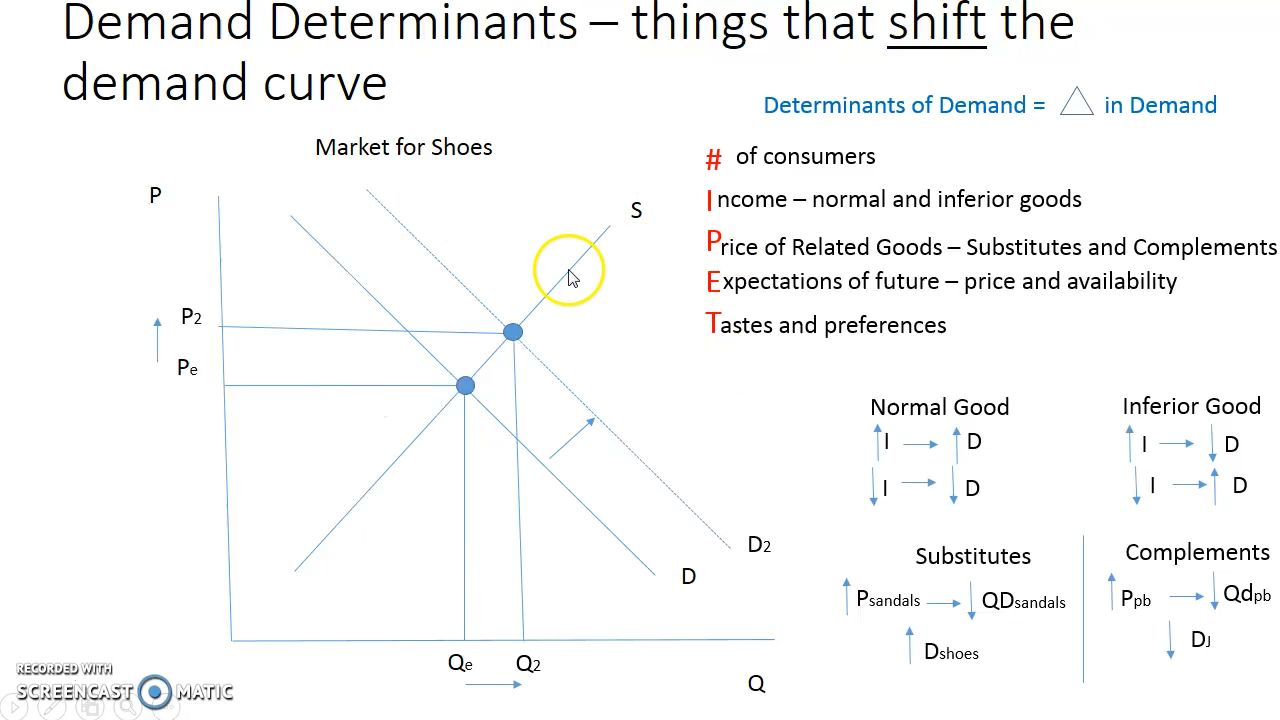 Demand Determinants – things that shift the
demand curve
Determinants of Demand = △ in Demand
Market for Shoes
# of consumers
Income – normal and inferior goods
Price of Related Goods – Substitutes and Complements
Expectations of future – price and availability
Tastes and preferences
P
S
P2
Pe
D2
D
Qe
Q2
Q
Normal Good
↑I → ↑D
↓I → ↓D
Inferior Good
↑I → ↓D
↓I → ↑D
Substitutes
↑Psandals → ↓QDsandals
↑Dshoes
Complements
↑Ppb → ↓Qdpb
↓DJ
RECORDED WITH
SCREENCAST MATIC